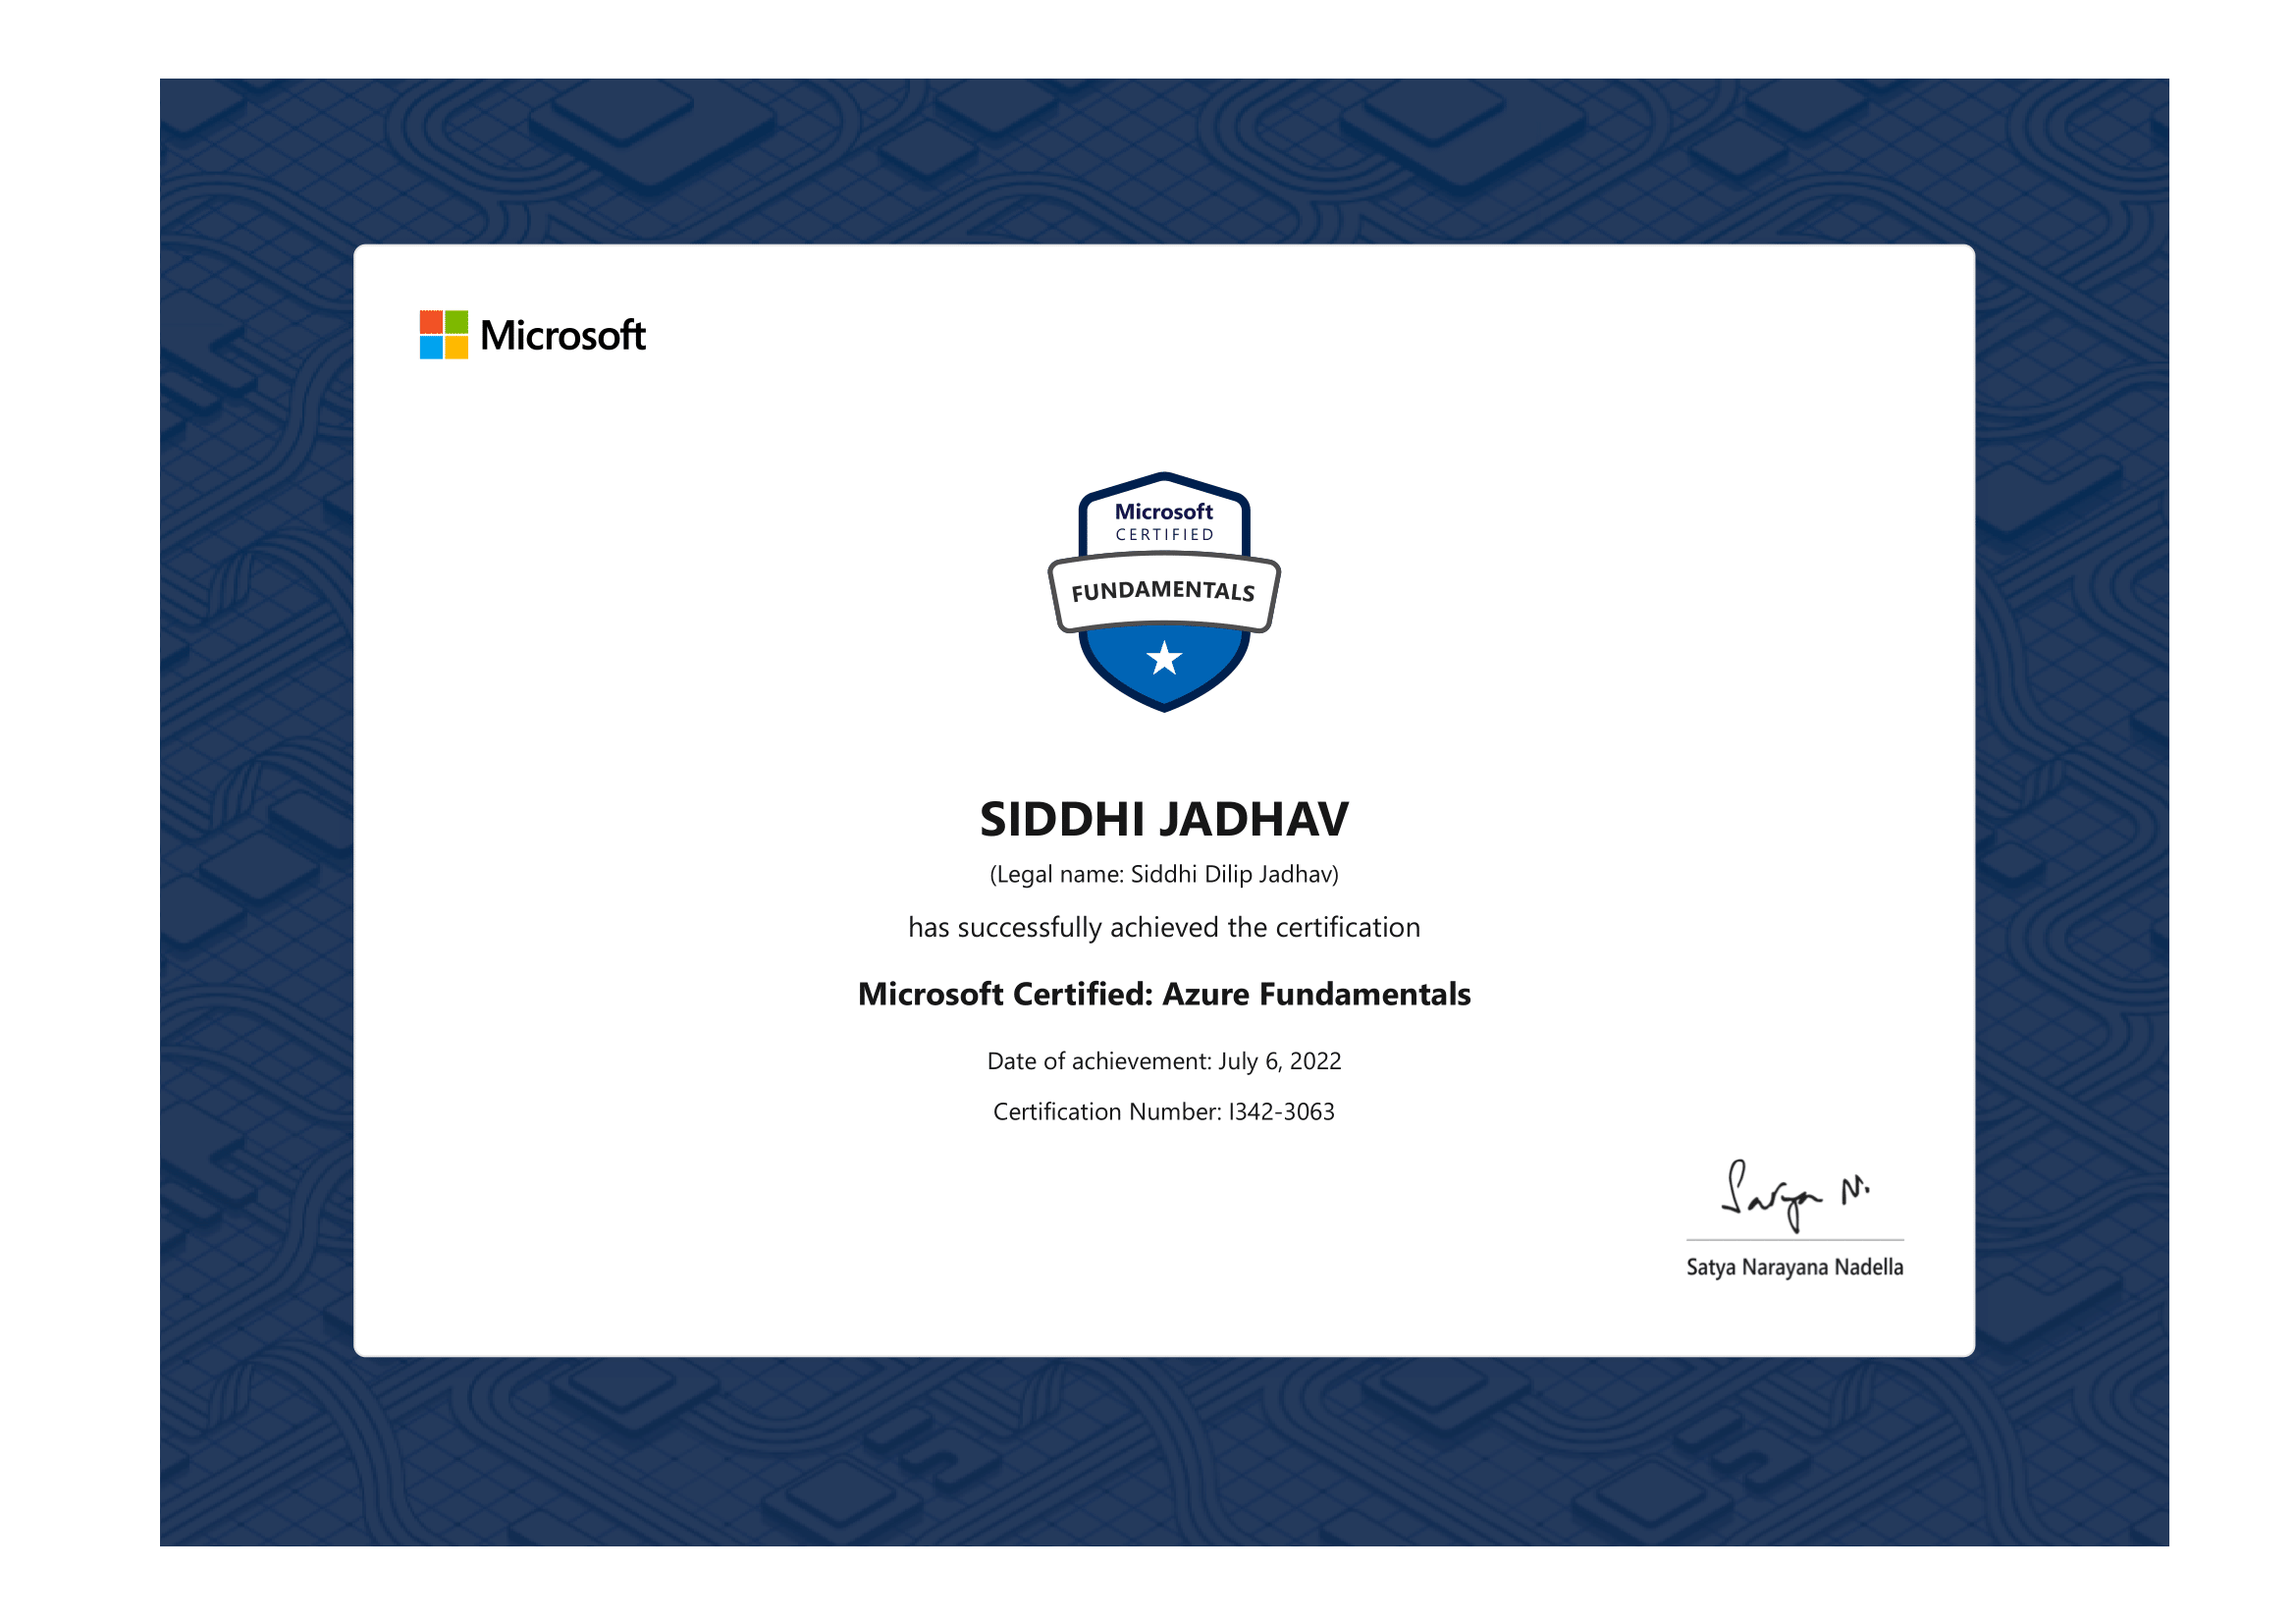 Microsoft
Microsoft
CERTIFIED
FUNDAMENTALS
SIDDHI JADHAV
(Legal name: Siddhi Dilip Jadhav)
has successfully achieved the certification
Microsoft Certified: Azure Fundamentals
Date of achievement: July 6, 2022
Certification Number: I342-3063
Satya N.
Satya Narayana Nadella